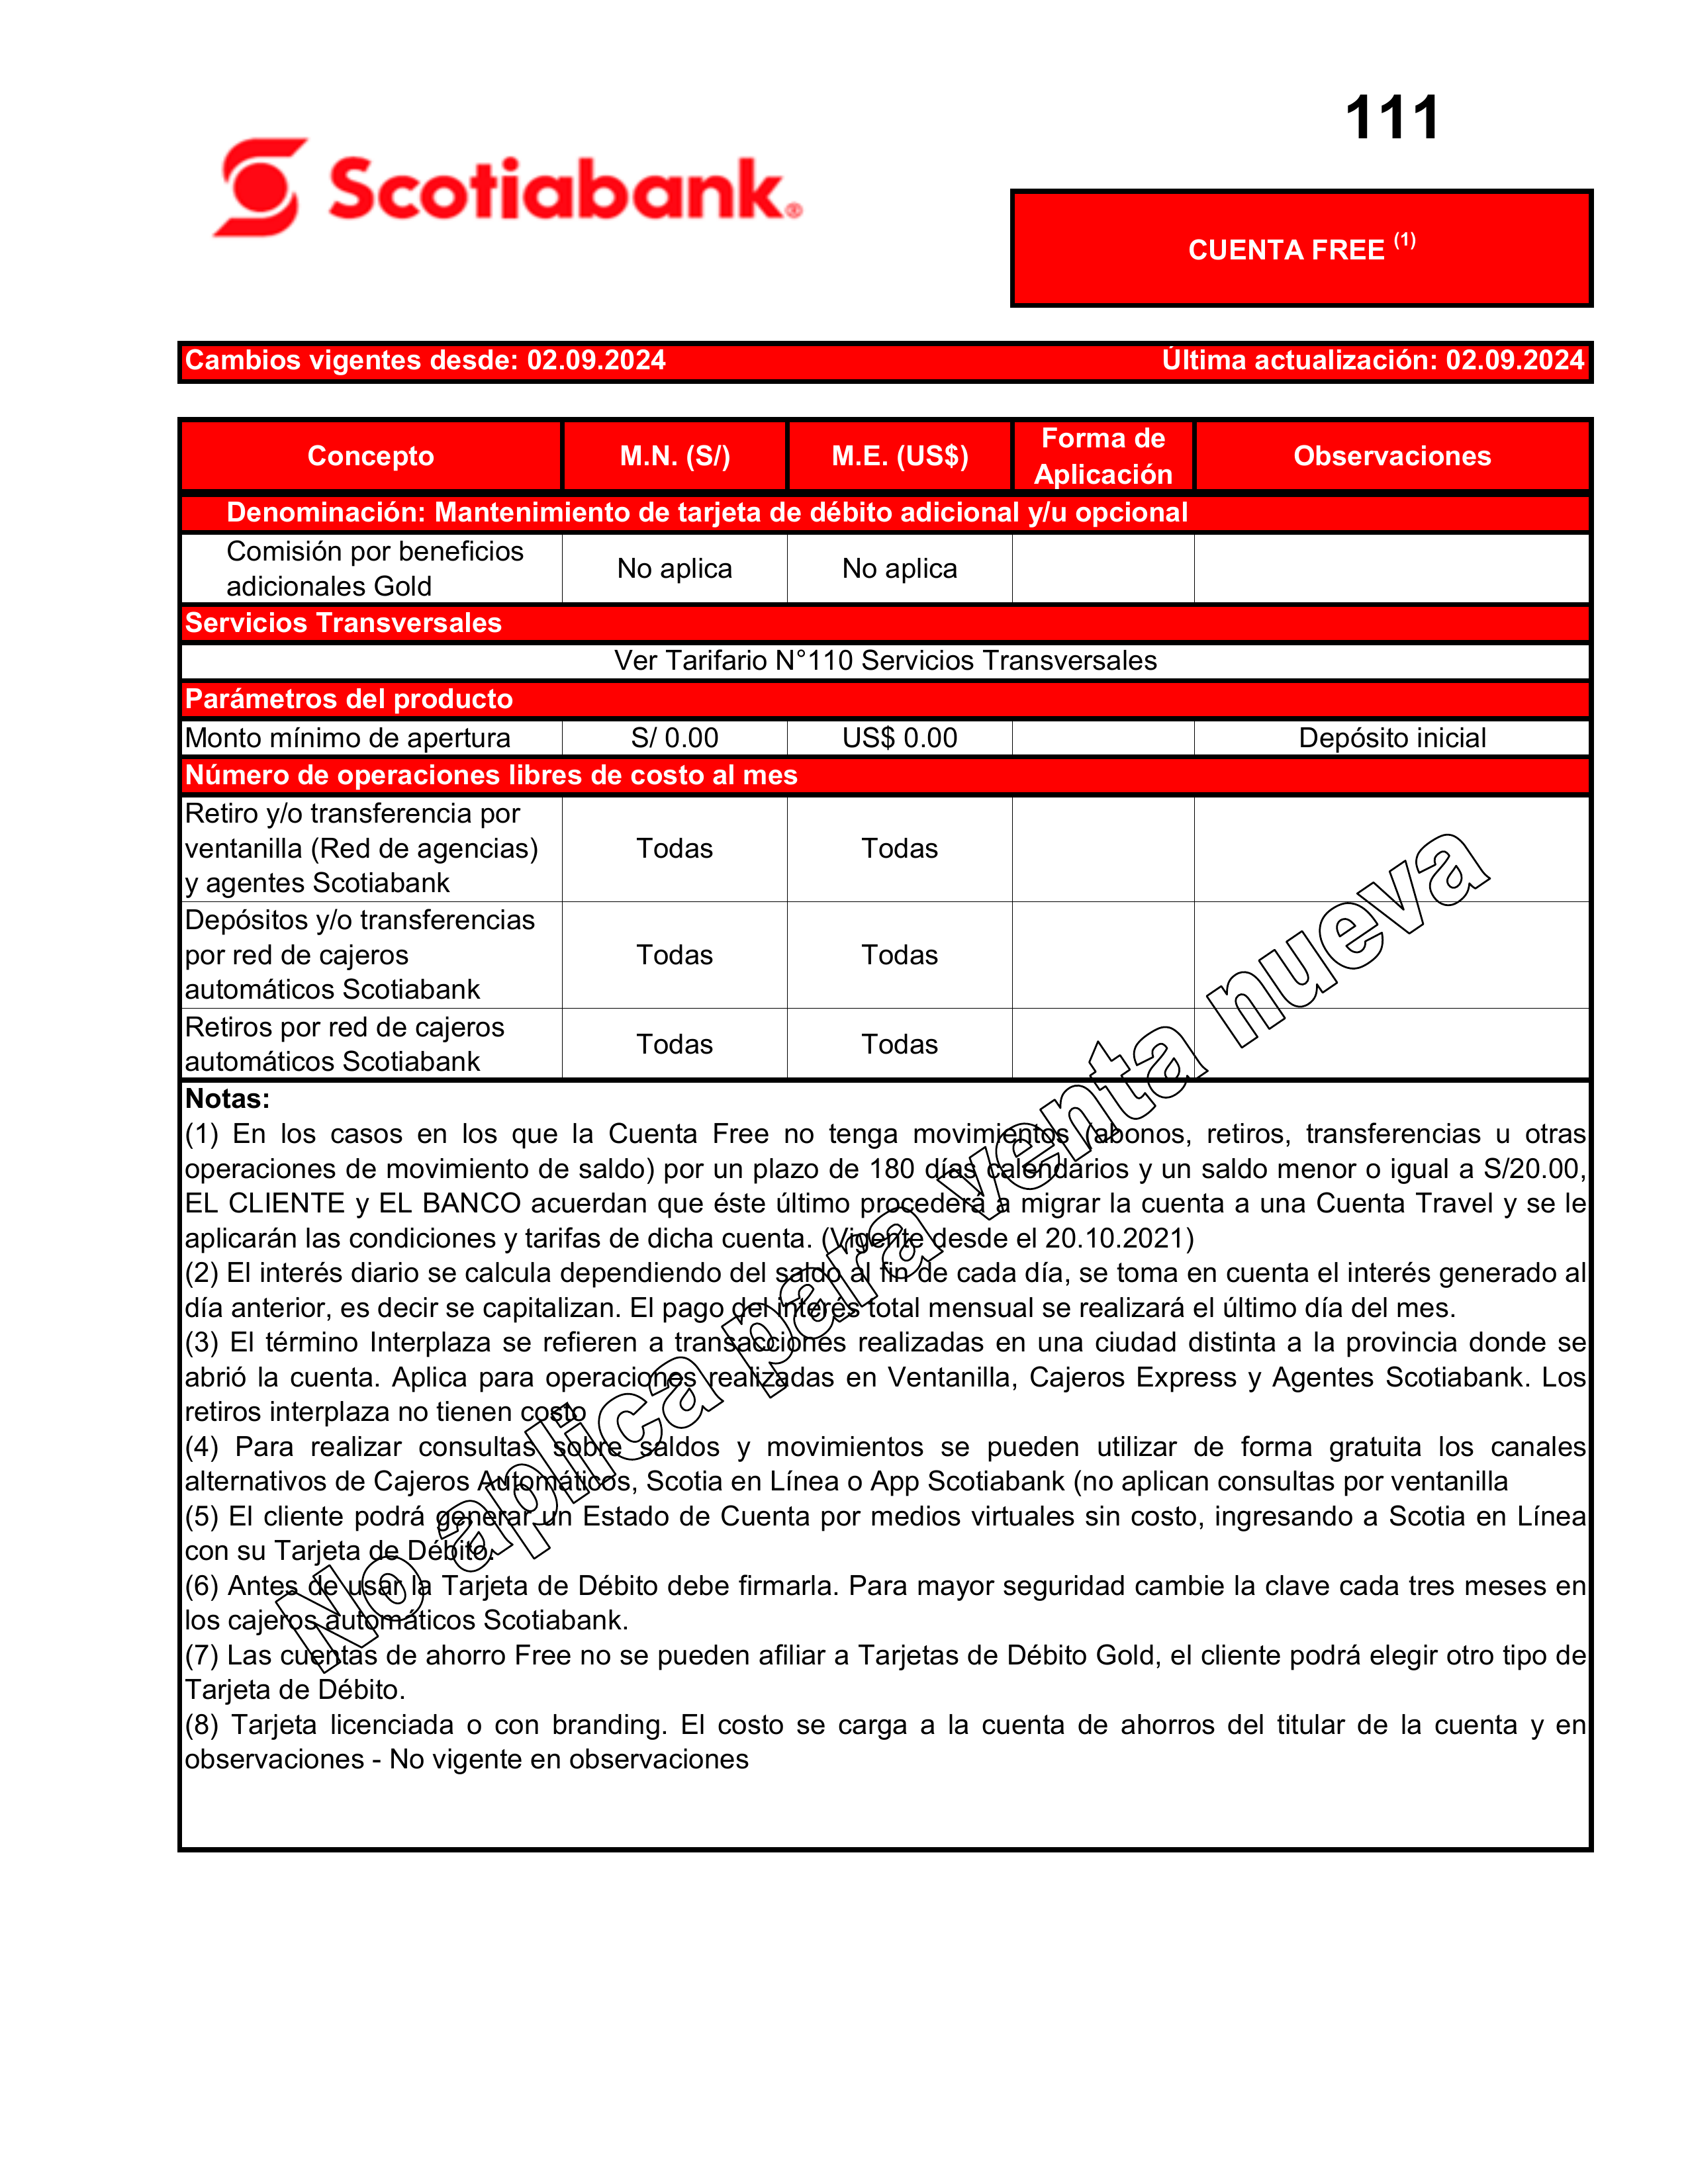 111
Scotiabank®
CUENTA FREE (1)
Cambios vigentes desde: 02.09.2024 Última actualización: 02.09.2024
Concepto M.N. (S/) M.E. (US$) Forma de Aplicación Observaciones
Denominación: Mantenimiento de tarjeta de débito adicional y/u opcional
Comisión por beneficios
adicionales Gold No aplica No aplica
Servicios Transversales
Ver Tarifario N°110 Servicios Transversales
Parámetros del producto
Monto mínimo de apertura S/ 0.00 US$ 0.00 Depósito inicial
Número de operaciones libres de costo al mes
Retiro y/o transferencia por
ventanilla (Red de agencias) Todas Todas
y agentes Scotiabank
Depósitos y/o transferencias
por red de cajeros Todas Todas
automáticos Scotiabank
Retiros por red de cajeros
automáticos Scotiabank Todas Todas
Notas:
(1) En los casos en los que la Cuenta Free no tenga movimientos (abonos, retiros, transferencias u otras
operaciones de movimiento de saldo) por un plazo de 180 días calendarios y un saldo menor o igual a S/20.00,
EL CLIENTE y EL BANCO acuerdan que éste último procederá a migrar la cuenta a una Cuenta Travel y se le
aplicarán las condiciones y tarifas de dicha cuenta. (Vigente desde el 20.10.2021)
(2) El interés diario se calcula dependiendo del saldo al fin de cada día, se toma en cuenta el interés generado al
día anterior, es decir se capitalizan. El pago del interés total mensual se realizará el último día del mes.
(3) El término Interplaza se refieren a transacciones realizadas en una ciudad distinta a la provincia donde se
abrió la cuenta. Aplica para operaciones realizadas en Ventanilla, Cajeros Express y Agentes Scotiabank. Los
retiros interplaza no tienen costo
(4) Para realizar consultas sobre saldos y movimientos se pueden utilizar de forma gratuita los canales
alternativos de Cajeros Automáticos, Scotia en Línea o App Scotiabank (no aplican consultas por ventanilla
(5) El cliente podrá generar un Estado de Cuenta por medios virtuales sin costo, ingresando a Scotia en Línea
con su Tarjeta de Débito.
(6) Antes de usar la Tarjeta de Débito debe firmarla. Para mayor seguridad cambie la clave cada tres meses en
los cajeros automáticos Scotiabank.
(7) Las cuentas de ahorro Free no se pueden afiliar a Tarjetas de Débito Gold, el cliente podrá elegir otro tipo de
Tarjeta de Débito.
(8) Tarjeta licenciada o con branding. El costo se carga a la cuenta de ahorros del titular de la cuenta y en
observaciones - No vigente en observaciones
No aplica para venta nueva